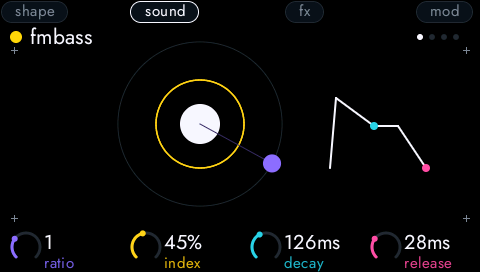 shape sound fx mod
fmbass
1 45% 126ms 28ms
ratio index decay release